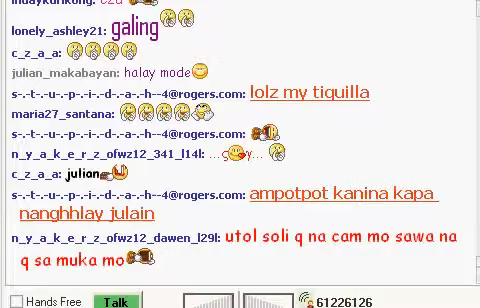 lonely_ashley21: galing
c_z_a_a:
julian_makabayan: halay mode
s-.-t-.-u-.-p-.-i-.-d-.-a-.-h--4@rogers.com: lolz my tiquilla
maria27_santana:
s-.-t-.-u-.-p-.-i-.-d-.-a-.-h--4@rogers.com:
n_y_a_k_e_r_z_ofwz12_341_l14l:
c_z_a_a: julian
s-.-t-.-u-.-p-.-i-.-d-.-a-.-h--4@rogers.com: ampotpot kanina kapa
nanghhlay julain
n_y_a_k_e_r_z_ofwz12_dawen_l29l: utol soli q na cam mo sawa na
q sa muka mo
Hands Free
Talk
61226126